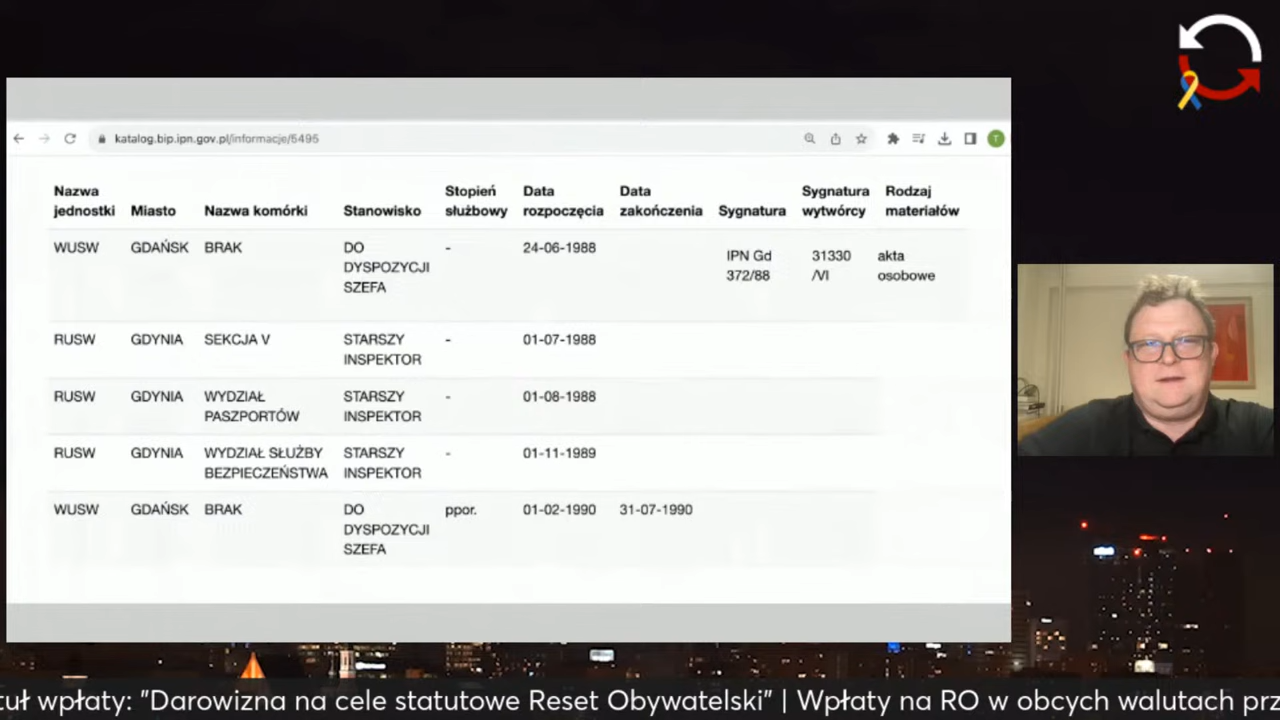 katalog.bip.ipn.gov.pl/informacje/5495
T
Nazwa jednostki Miasto Nazwa komórki Stanowisko Stopień służbowy Data rozpoczęcia Data zakończenia Sygnatura Sygnatura wytwórcy Rodzaj materiałów
WUSW GDAŃSK BRAK DO DYSPOZYCJI SZEFA - 24-06-1988 IPN Gd 372/88 31330 /VI akta osobowe
RUSW GDYNIA SEKCJA V STARSZY INSPEKTOR - 01-07-1988
RUSW GDYNIA WYDZIAŁ PASZPORTÓW STARSZY INSPEKTOR - 01-08-1988
RUSW GDYNIA WYDZIAŁ SŁUŻBY BEZPIECZEŃSTWA STARSZY INSPEKTOR - 01-11-1989
WUSW GDAŃSK BRAK DO DYSPOZYCJI SZEFA ppor. 01-02-1990 31-07-1990
tuł wpłaty: "Darowizna na cele statutowe Reset Obywatelski" | Wpłaty na RO w obcych walutach prz